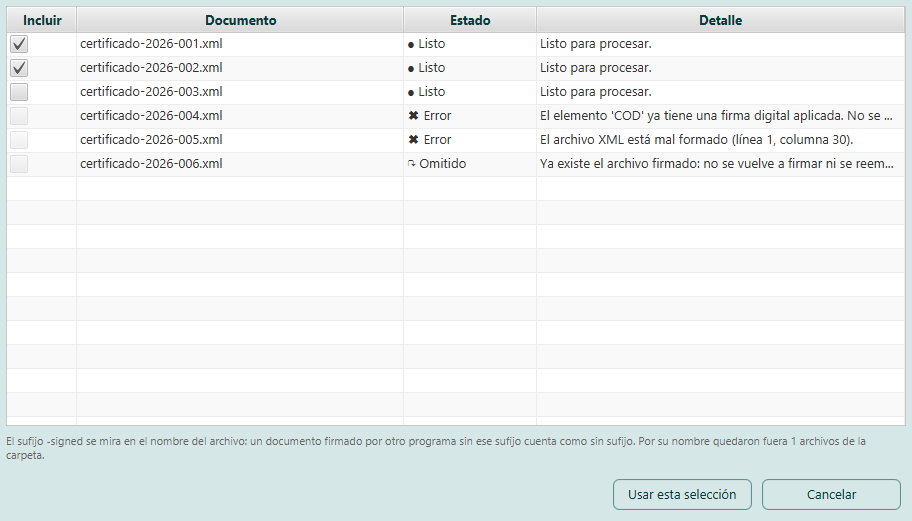 Incluir Documento Estado Detalle
certificado-2026-001.xml ● Listo Listo para procesar.
certificado-2026-002.xml ● Listo Listo para procesar.
certificado-2026-003.xml ● Listo Listo para procesar.
certificado-2026-004.xml ✖ Error El elemento 'COD' ya tiene una firma digital aplicada. No se ...
certificado-2026-005.xml ✖ Error El archivo XML está mal formado (línea 1, columna 30).
certificado-2026-006.xml ↷ Omitido Ya existe el archivo firmado: no se vuelve a firmar ni se reem...
El sufijo -signed se mira en el nombre del archivo: un documento firmado por otro programa sin ese sufijo cuenta como sin sufijo. Por su nombre quedaron fuera 1 archivos de la
carpeta.
Usar esta selección Cancelar